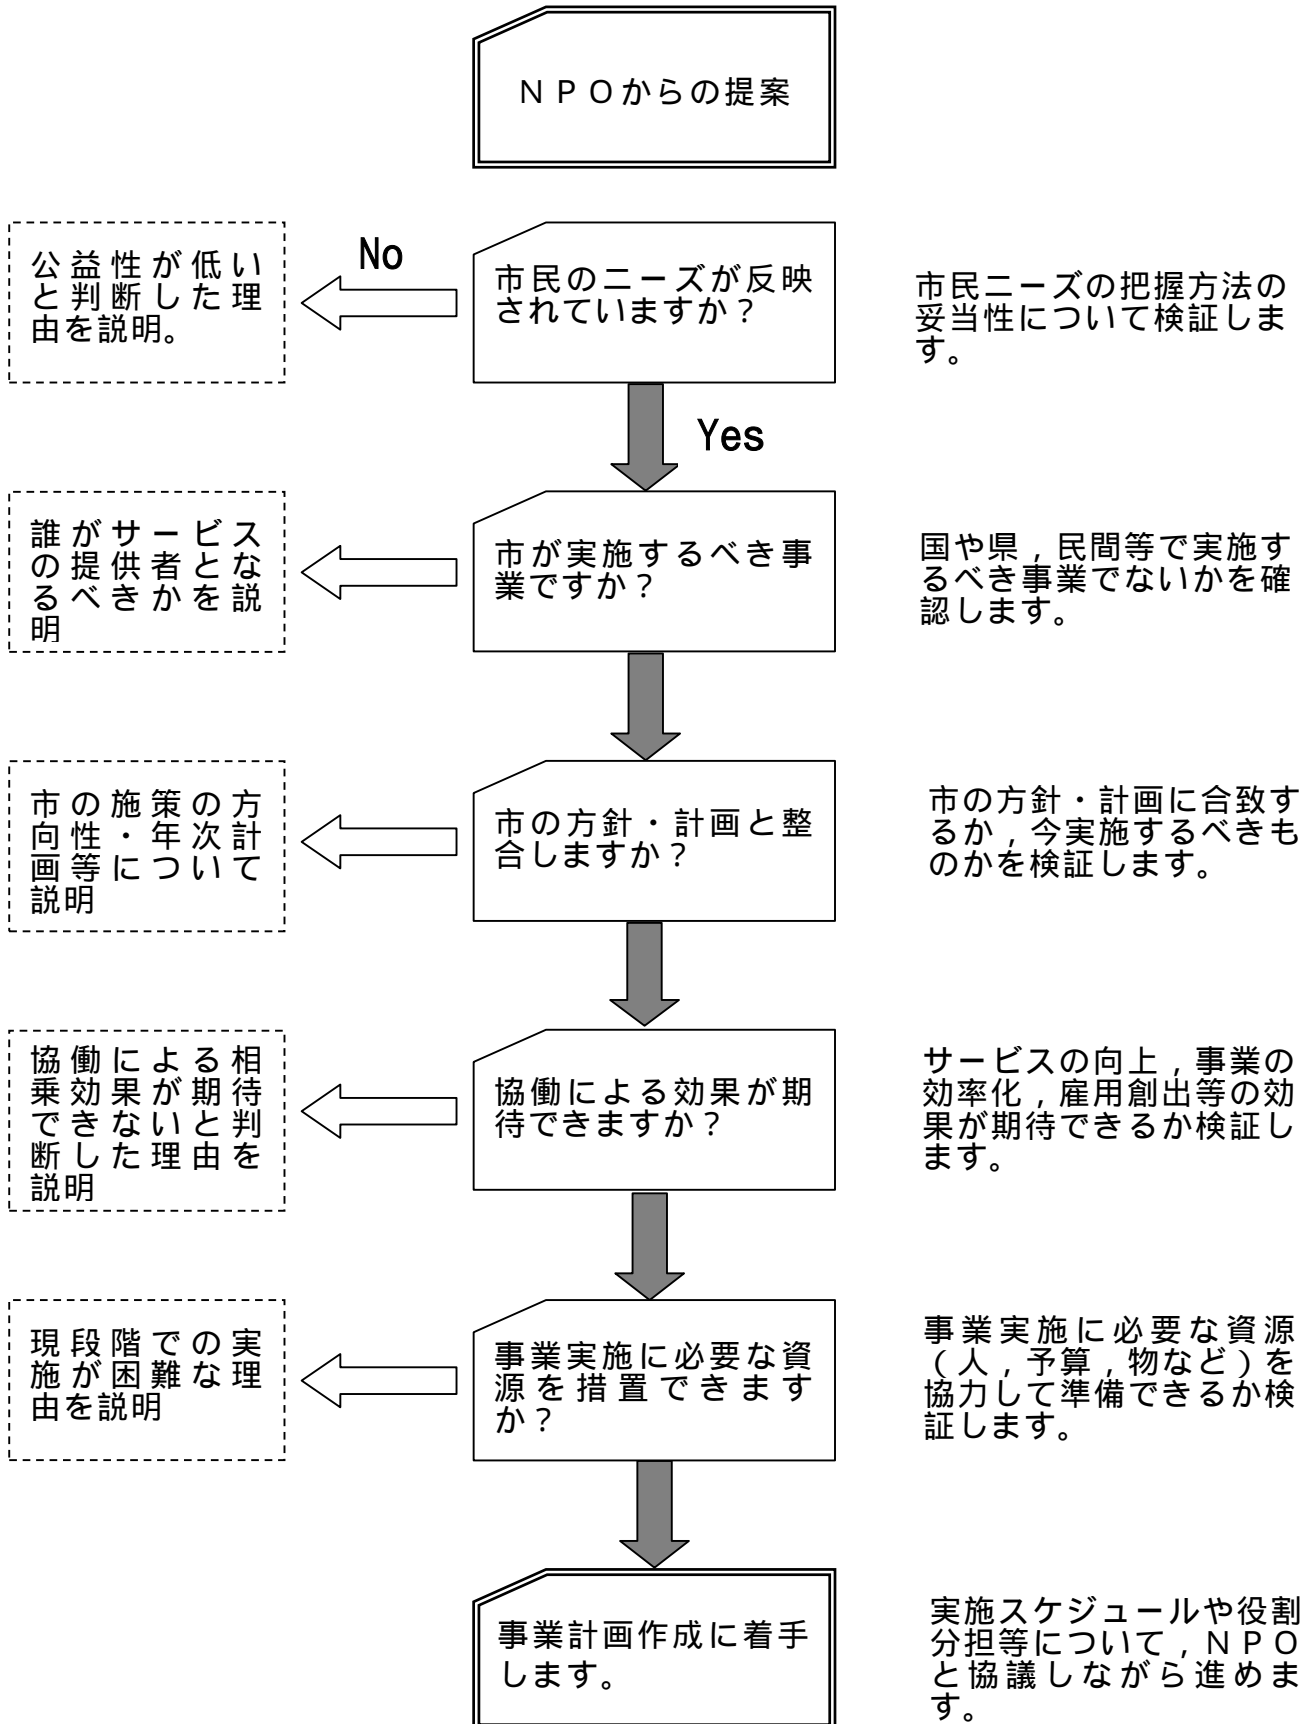 ＮＰＯからの提案
公益性が低い
と判断した理
由を説明。
No
市民のニーズが反映
されていますか？
市民ニーズの把握方法の
妥当性について検証しま
す。
Yes
誰がサービス
の提供者とな
るべきかを説
明
市が実施するべき事
業ですか？
国や県，民間等で実施す
るべき事業でないかを確
認します。
市の施策の方
向性・年次計
画等について
説明
市の方針・計画と整
合しますか？
市の方針・計画に合致す
るか，今実施するべきも
のかを検証します。
協働による相
乗効果が期待
できないと判
断した理由を
説明
協働による効果が期
待できますか？
サービスの向上，事業の
効率化，雇用創出等の効
果が期待できるか検証し
ます。
現段階での実
施が困難な理
由を説明
事業実施に必要な資
源を措置できます
か？
事業実施に必要な資源
（人，予算，物など）を
協力して準備できるか検
証します。
事業計画作成に着手
します。
実施スケジュールや役割
分担等について，ＮＰＯ
と協議しながら進めま
す。